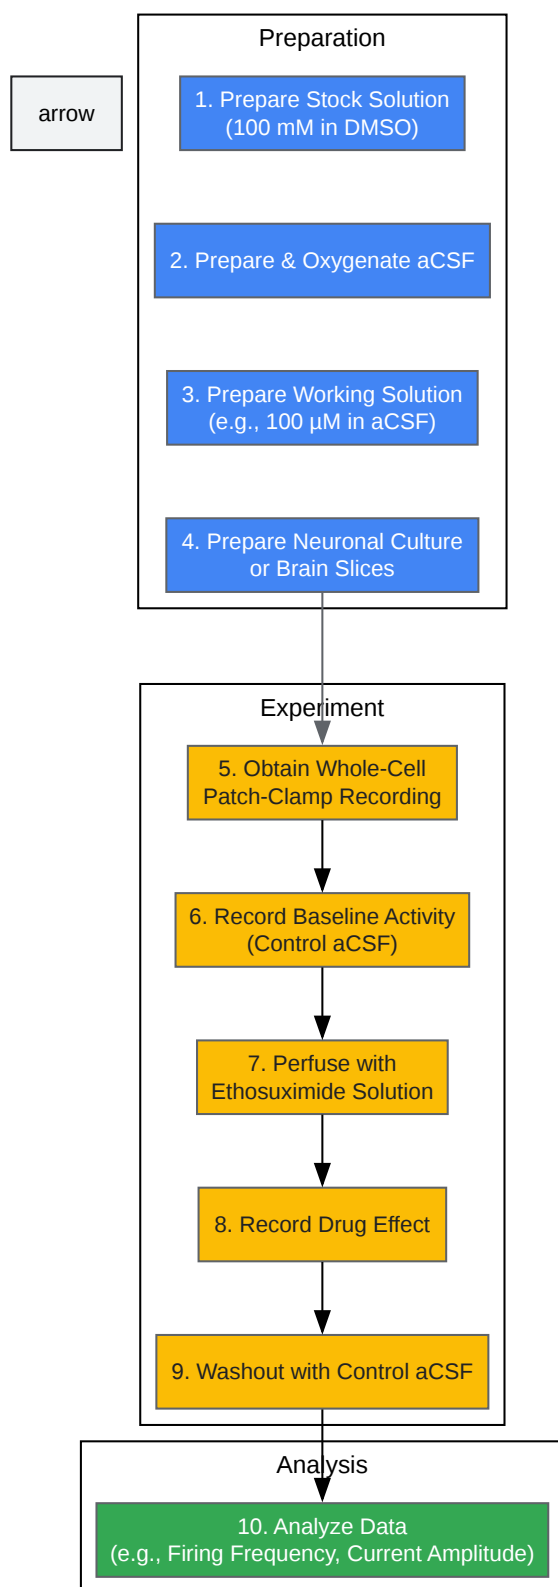 Preparation
arrow
1. Prepare Stock Solution
(100 mM in DMSO)
2. Prepare & Oxygenate aCSF
3. Prepare Working Solution
(e.g., 100 µM in aCSF)
4. Prepare Neuronal Culture
or Brain Slices
Experiment
5. Obtain Whole-Cell
Patch-Clamp Recording
6. Record Baseline Activity
(Control aCSF)
7. Perfuse with
Ethosuximide Solution
8. Record Drug Effect
9. Washout with Control aCSF
Analysis
10. Analyze Data
(e.g., Firing Frequency, Current Amplitude)